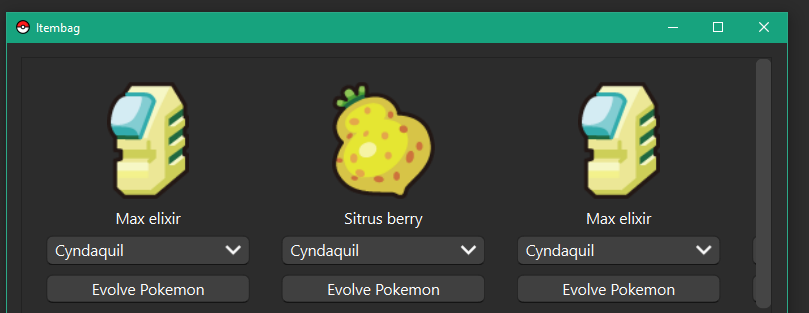 Itembag
Max elixir Sitrus berry Max elixir
Cyndaquil Cyndaquil Cyndaquil
Evolve Pokemon Evolve Pokemon Evolve Pokemon